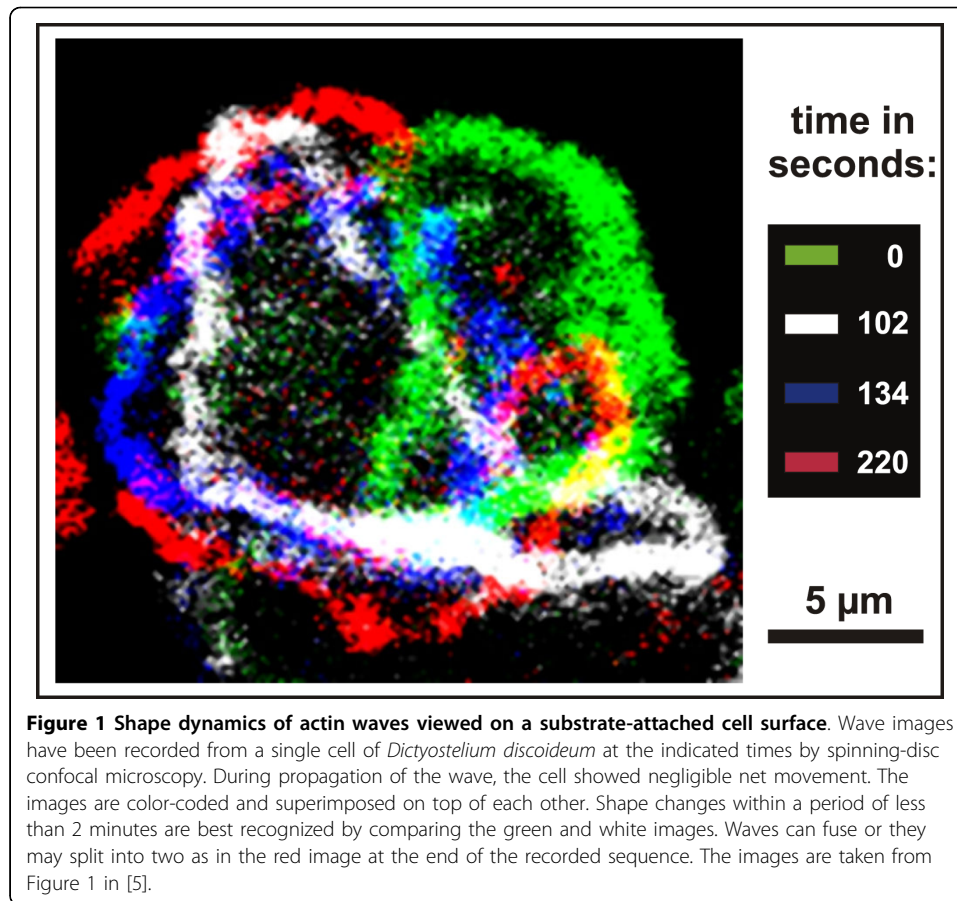 time in
seconds:
0
102
134
220
5 µm
Figure 1 Shape dynamics of actin waves viewed on a substrate-attached cell surface. Wave images
have been recorded from a single cell of Dictyostelium discoideum at the indicated times by spinning-disc
confocal microscopy. During propagation of the wave, the cell showed negligible net movement. The
images are color-coded and superimposed on top of each other. Shape changes within a period of less
than 2 minutes are best recognized by comparing the green and white images. Waves can fuse or they
may split into two as in the red image at the end of the recorded sequence. The images are taken from
Figure 1 in [5].